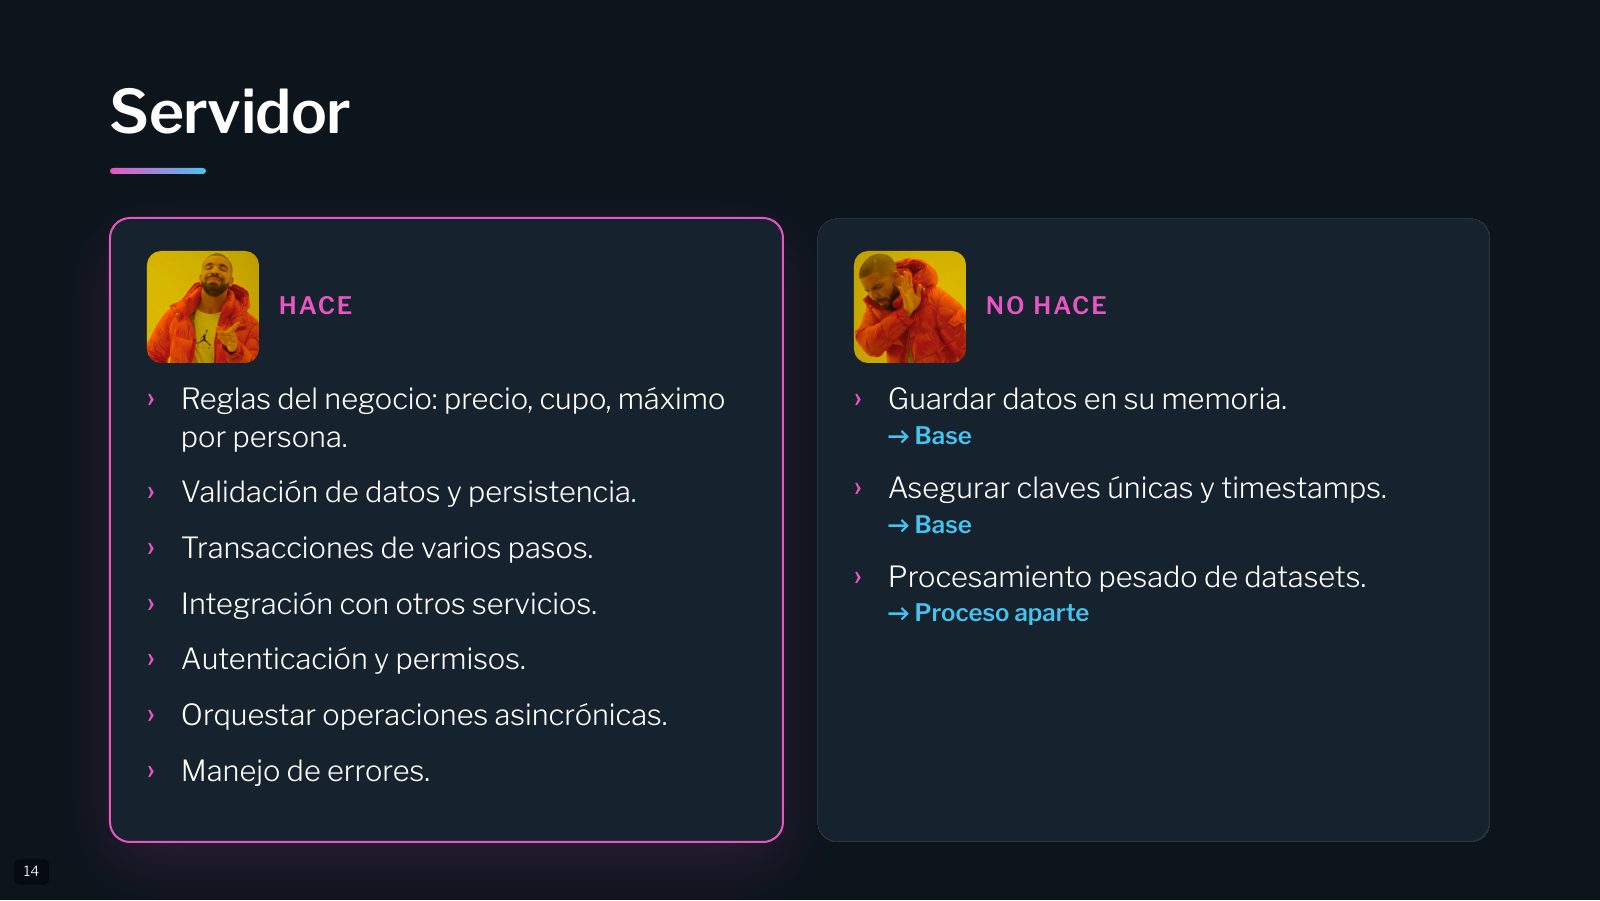 Servidor
HACE
› Reglas del negocio: precio, cupo, máximo
por persona.
› Validación de datos y persistencia.
› Transacciones de varios pasos.
› Integración con otros servicios.
› Autenticación y permisos.
› Orquestar operaciones asincrónicas.
› Manejo de errores.
NO HACE
› Guardar datos en su memoria.
→ Base
› Asegurar claves únicas y timestamps.
→ Base
› Procesamiento pesado de datasets.
→ Proceso aparte
14